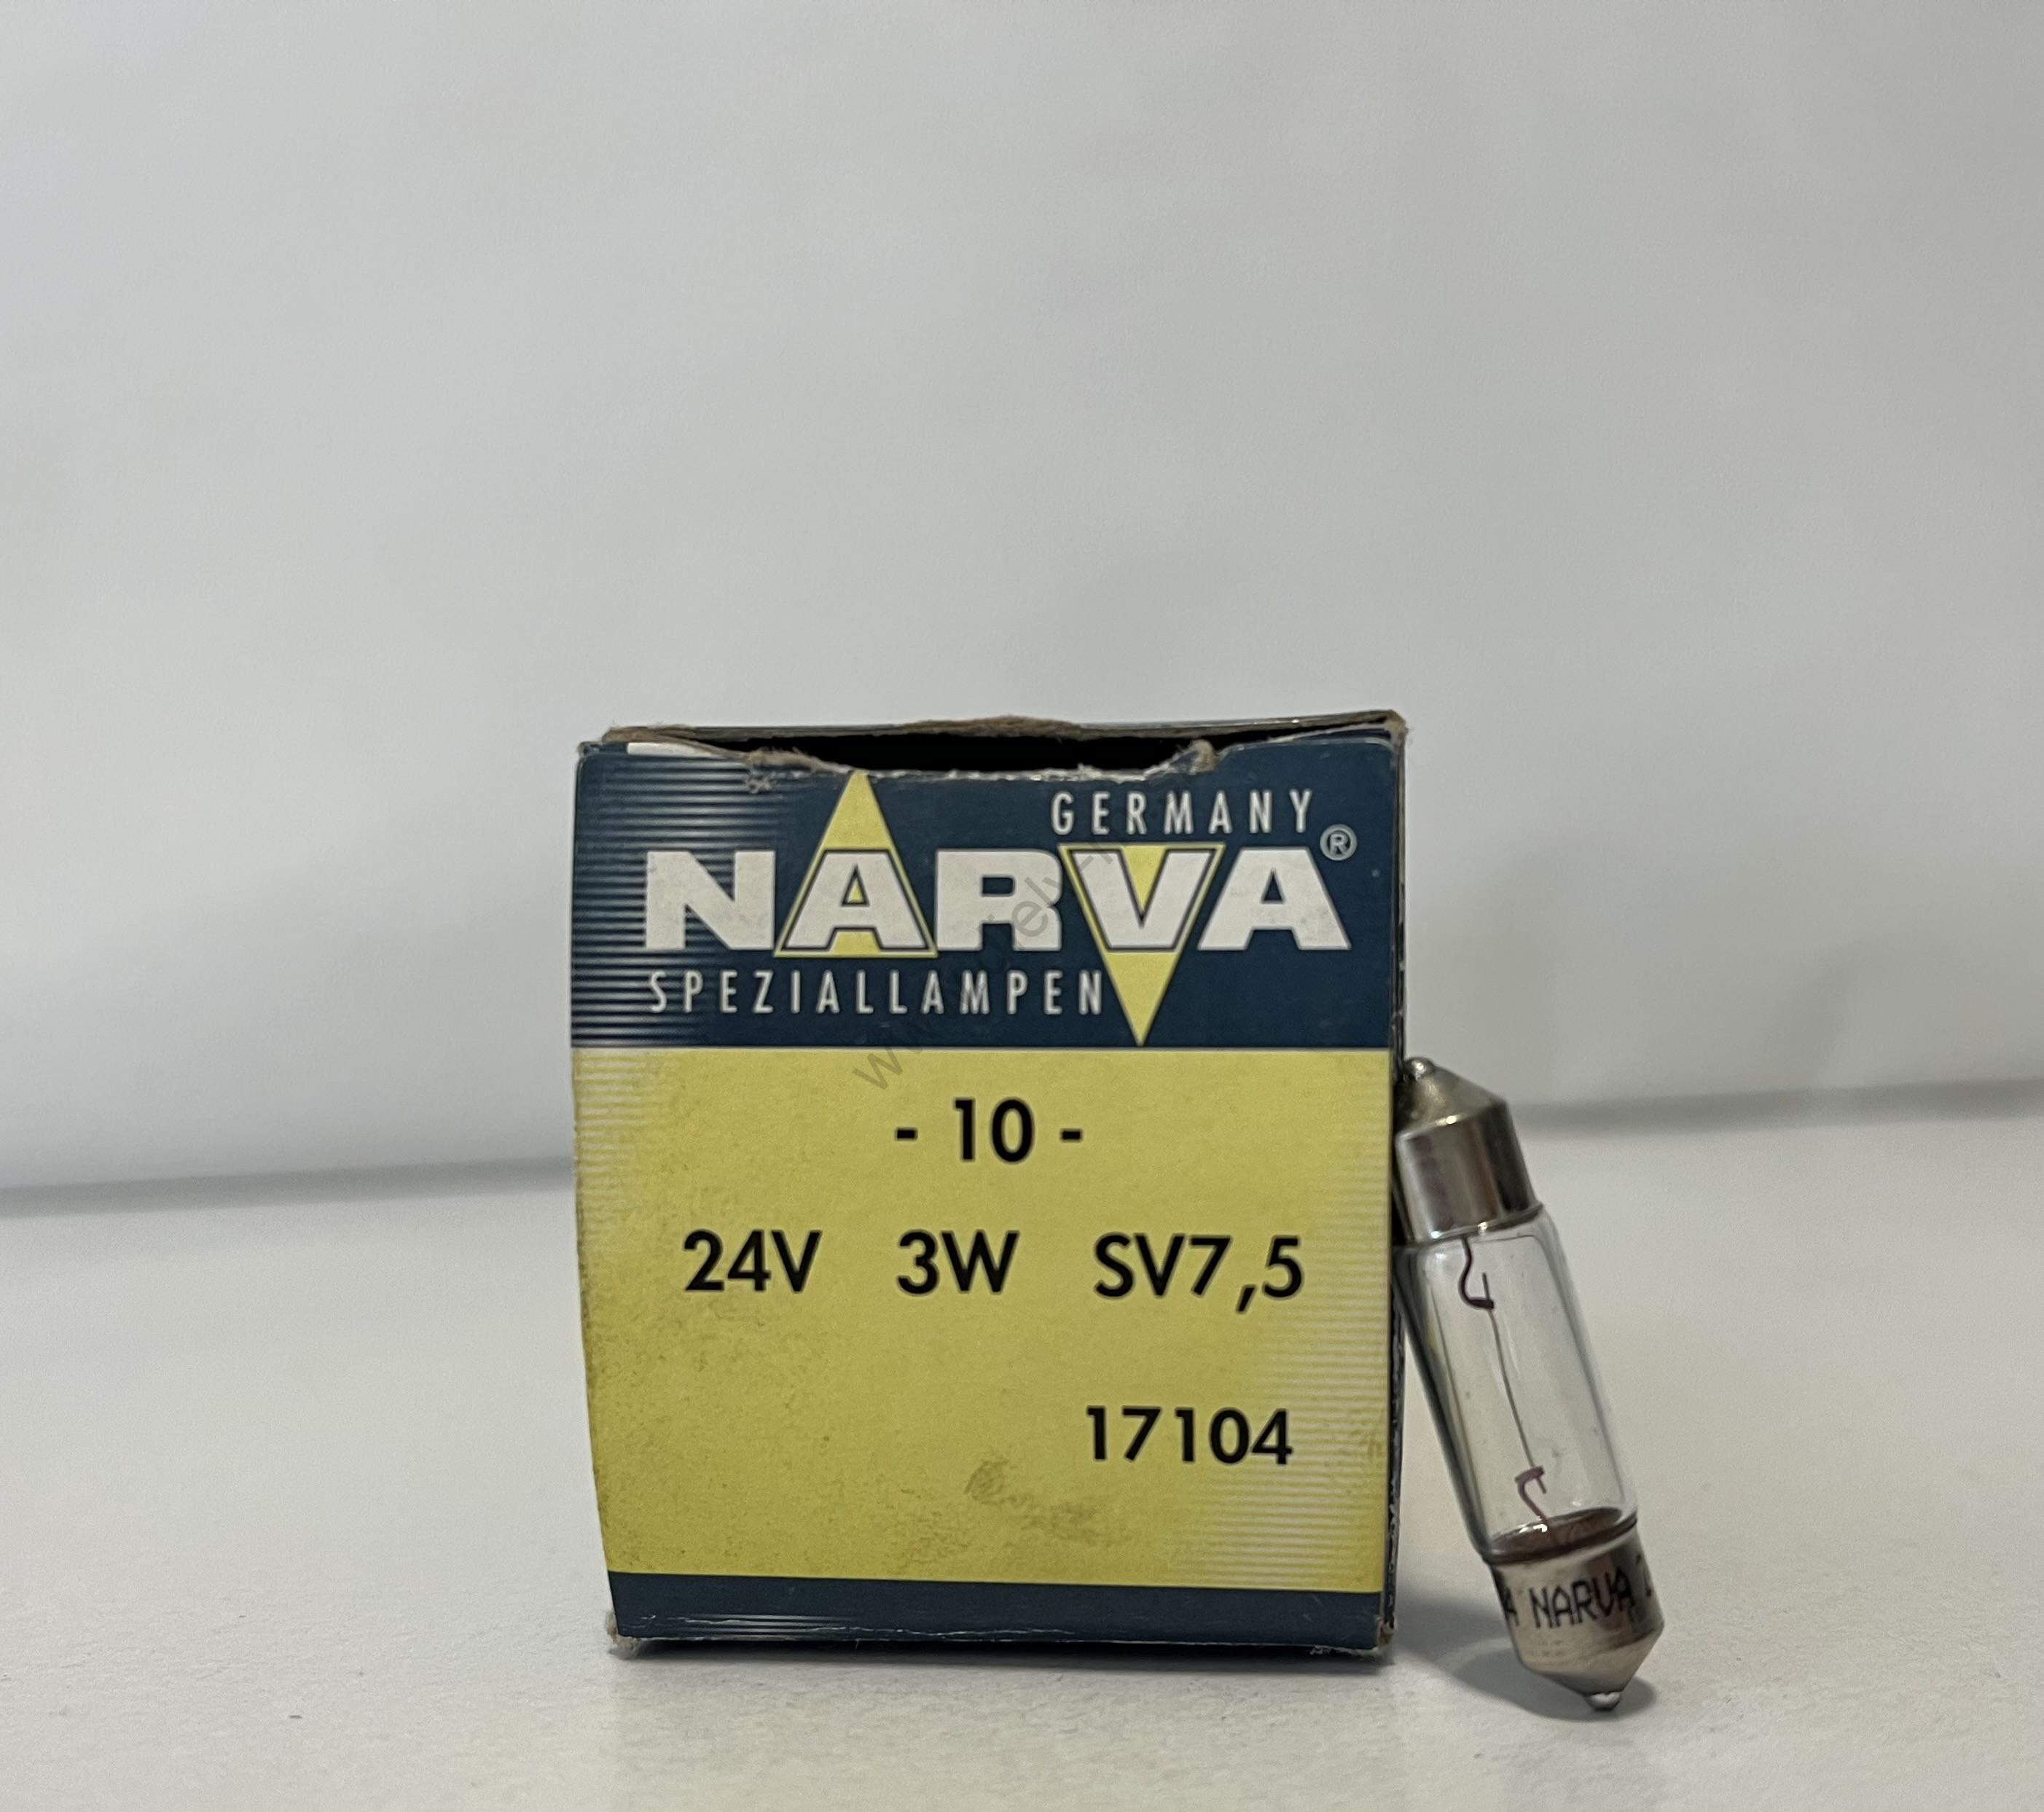 GERMANY
NARVA®
SPEZIALLAMPEN
- 10 -
24V 3W SV7,5
17104
NARVA